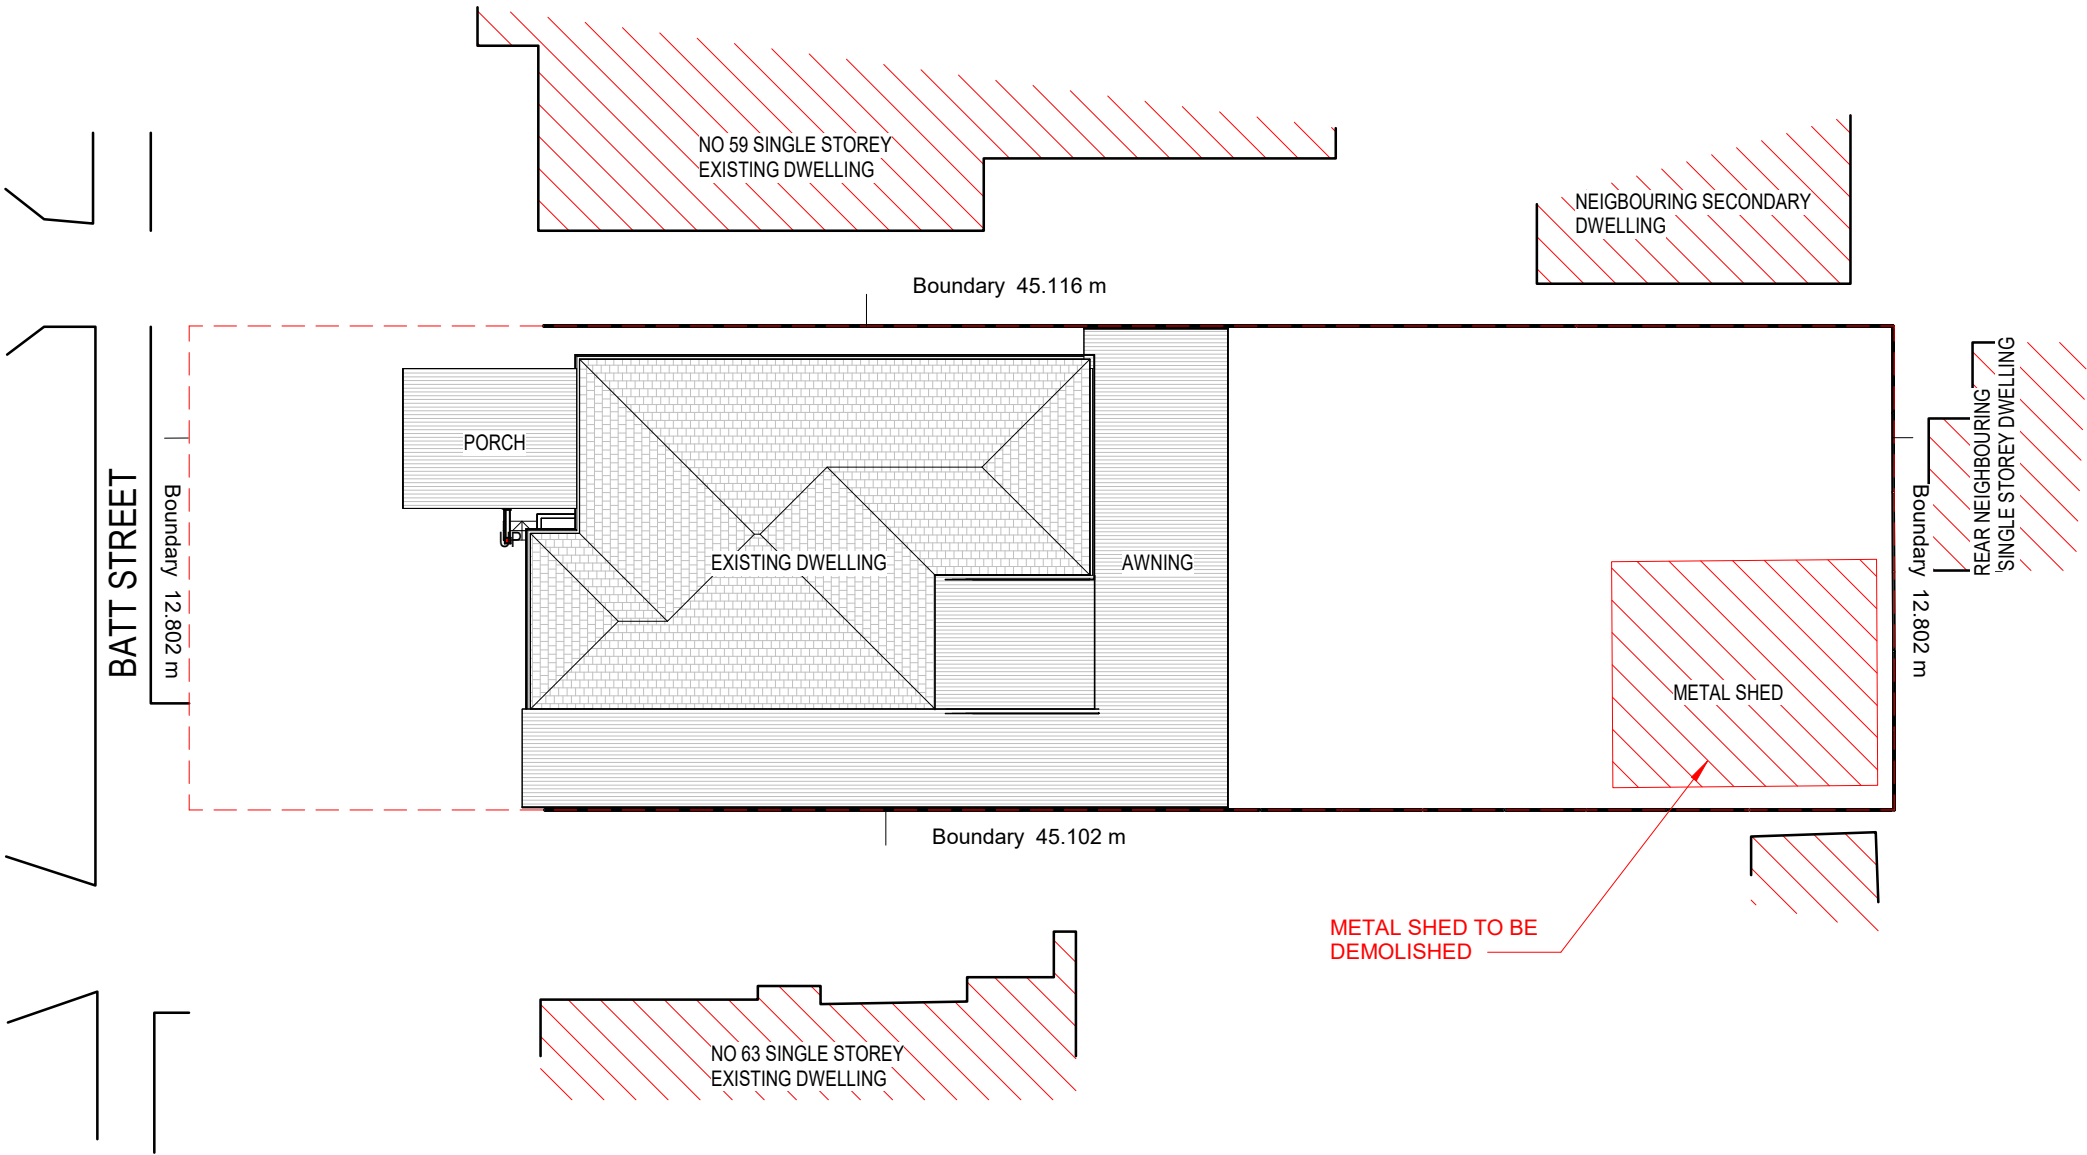 NO 59 SINGLE STOREY
EXISTING DWELLING
NEIGBOURING SECONDARY
DWELLING
Boundary 45.116 m
BATT STREET
Boundary 12.802 m
PORCH
EXISTING DWELLING
AWNING
METAL SHED
Boundary 12.802 m
REAR NEIGHBOURING
SINGLE STOREY DWELLING
Boundary 45.102 m
METAL SHED TO BE
DEMOLISHED
NO 63 SINGLE STOREY
EXISTING DWELLING